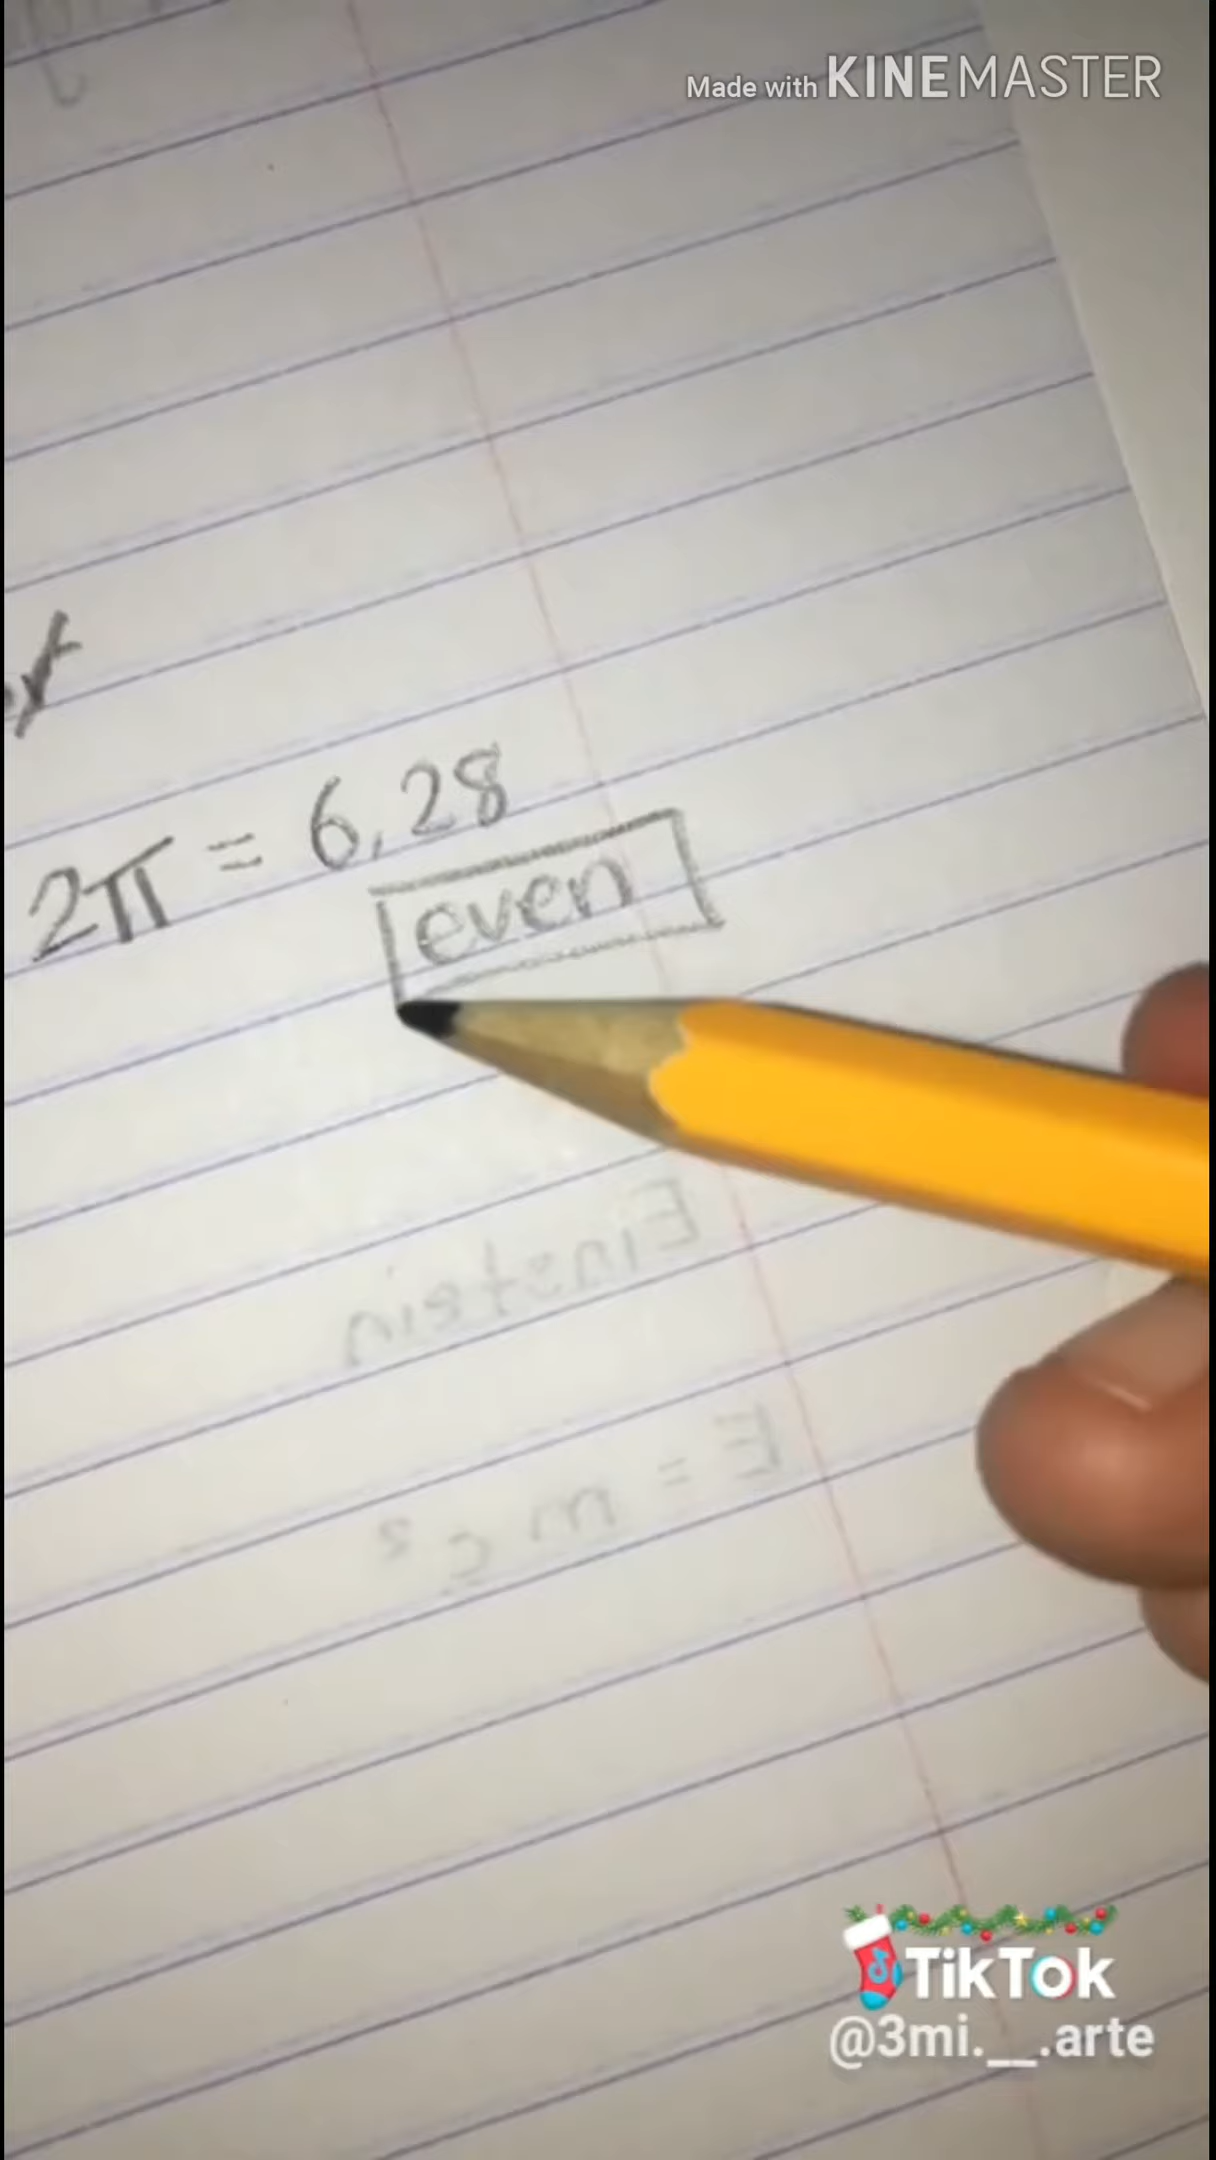 Made with KINEMASTER
2π = 6,28
even
Einstein
E = mc²
TikTok
@3mi.__.arte